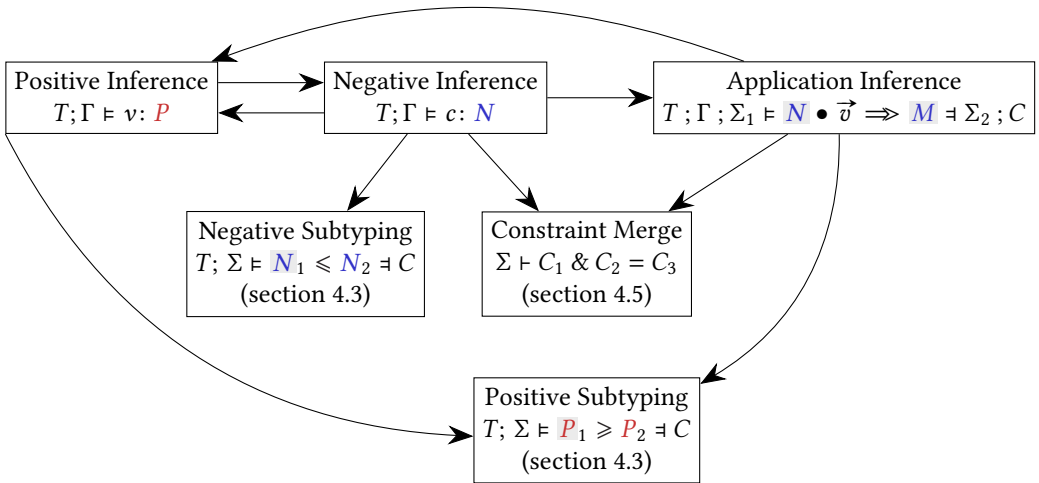 Positive Inference
T; Γ ⊨ v: P
Negative Inference
T; Γ ⊨ c: N
Application Inference
T ; Γ ; Σ₁ ⊨ N ● v⃗ ⇒⇒ M ⫤ Σ₂ ; C
Negative Subtyping
T; Σ ⊨ N₁ ⩽ N₂ ⫤ C
(section 4.3)
Constraint Merge
Σ ⊢ C₁ & C₂ = C₃
(section 4.5)
Positive Subtyping
T; Σ ⊨ P₁ ⩾ P₂ ⫤ C
(section 4.3)